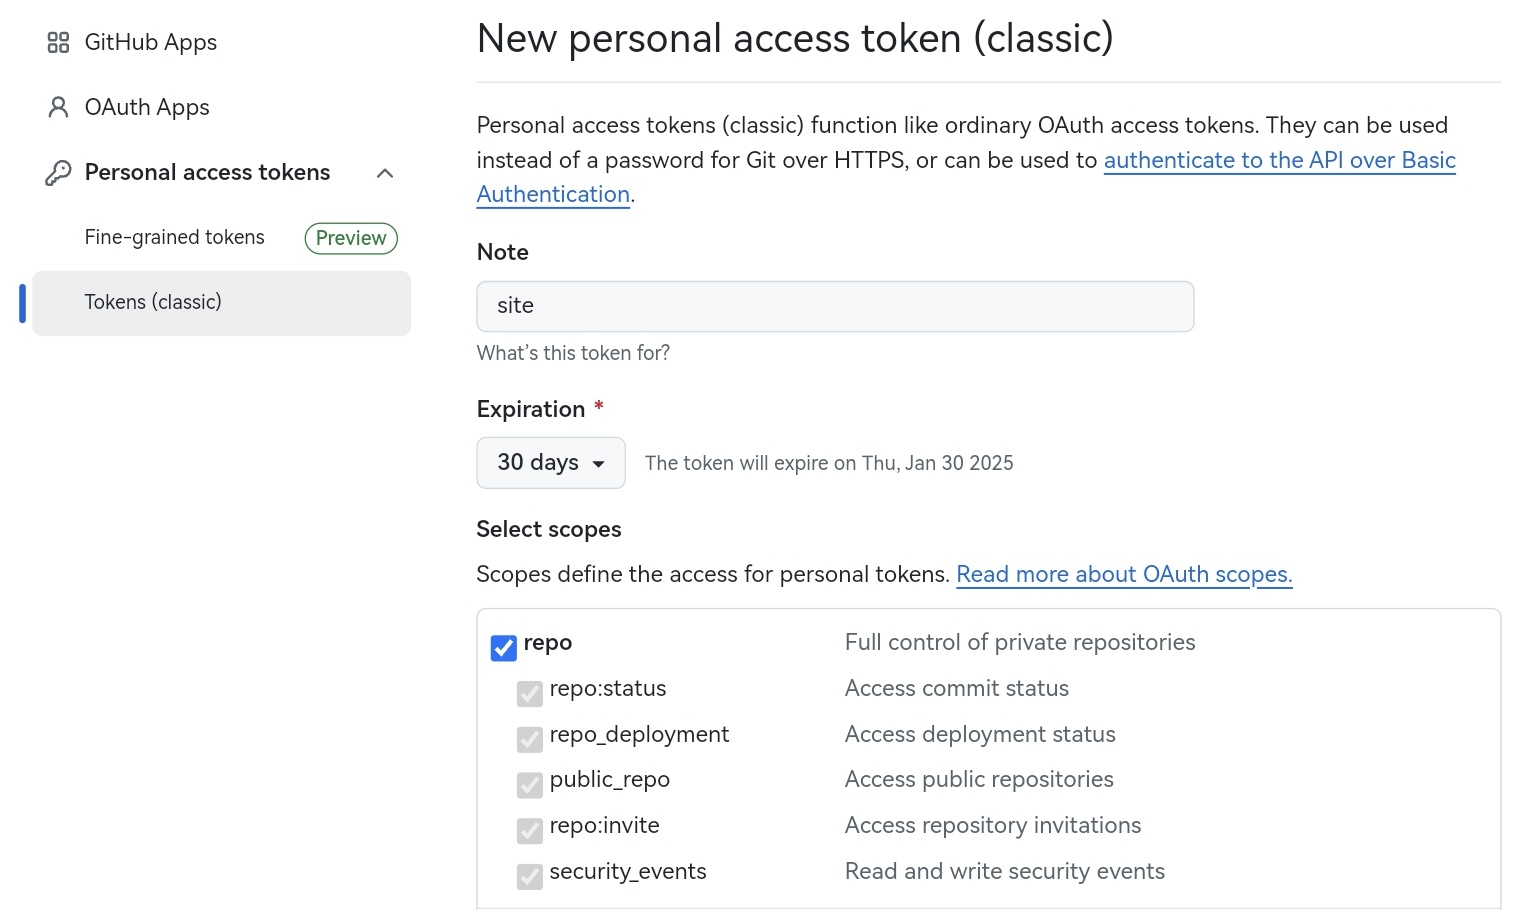 GitHub Apps
OAuth Apps
Personal access tokens
Fine-grained tokens Preview
Tokens (classic)
New personal access token (classic)
Personal access tokens (classic) function like ordinary OAuth access tokens. They can be used
instead of a password for Git over HTTPS, or can be used to authenticate to the API over Basic
Authentication.
Note
site
What's this token for?
Expiration *
30 days The token will expire on Thu, Jan 30 2025
Select scopes
Scopes define the access for personal tokens. Read more about OAuth scopes.
repo Full control of private repositories
repo:status Access commit status
repo_deployment Access deployment status
public_repo Access public repositories
repo:invite Access repository invitations
security_events Read and write security events